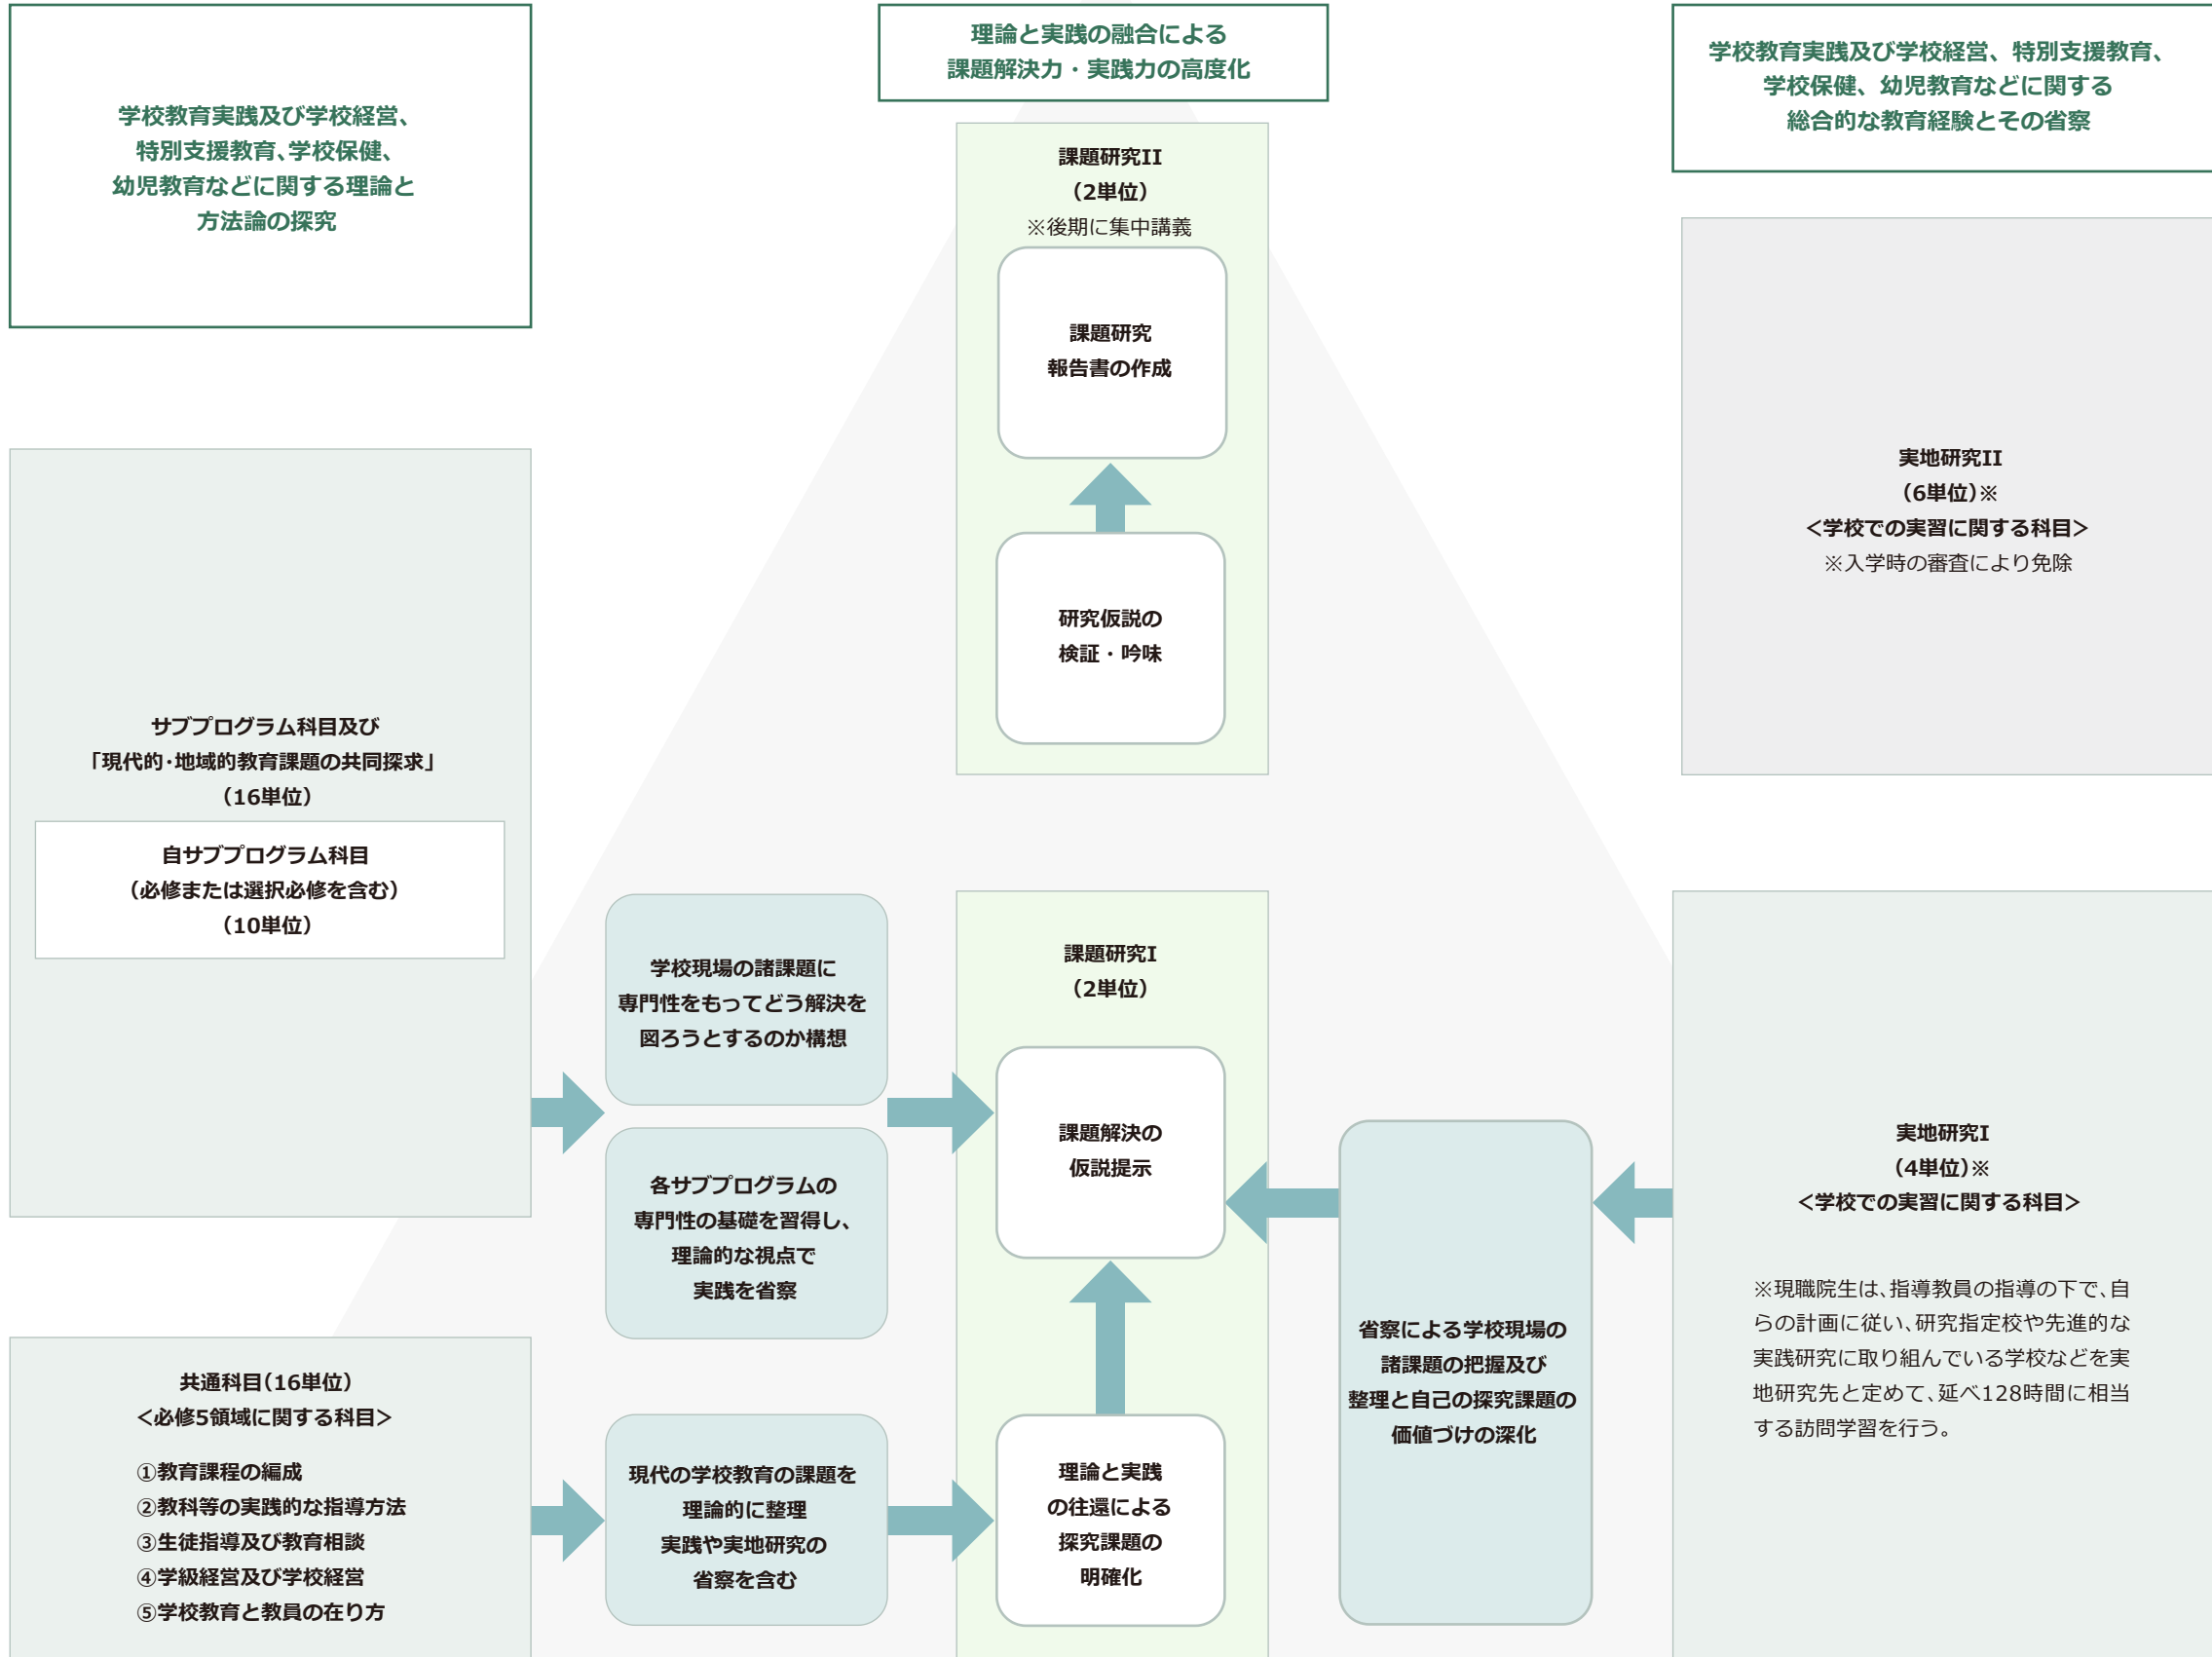 学校教育実践及び学校経営、
特別支援教育、学校保健、
幼児教育などに関する理論と
方法論の探究
理論と実践の融合による
課題解決力・実践力の高度化
学校教育実践及び学校経営、特別支援教育、
学校保健、幼児教育などに関する
総合的な教育経験とその省察
課題研究II
（2単位）
※後期に集中講義
課題研究
報告書の作成
研究仮説の
検証・吟味
実地研究II
（6単位）※
＜学校での実習に関する科目＞
※入学時の審査により免除
サブプログラム科目及び
「現代的・地域的教育課題の共同探求」
（16単位）
自サブプログラム科目
（必修または選択必修を含む）
（10単位）
学校現場の諸課題に
専門性をもってどう解決を
図ろうとするのか構想
各サブプログラムの
専門性の基礎を習得し、
理論的な視点で
実践を省察
課題研究I
（2単位）
課題解決の
仮説提示
実地研究I
（4単位）※
＜学校での実習に関する科目＞
※現職院生は、指導教員の指導の下で、自
らの計画に従い、研究指定校や先進的な
実践研究に取り組んでいる学校などを実
地研究先と定めて、延べ128時間に相当
する訪問学習を行う。
省察による学校現場の
諸課題の把握及び
整理と自己の探究課題の
価値づけの深化
共通科目（16単位）
＜必修5領域に関する科目＞
①教育課程の編成
②教科等の実践的な指導方法
③生徒指導及び教育相談
④学級経営及び学校経営
⑤学校教育と教員の在り方
現代の学校教育の課題を
理論的に整理
実践や実地研究の
省察を含む
理論と実践
の往還による
探究課題の
明確化